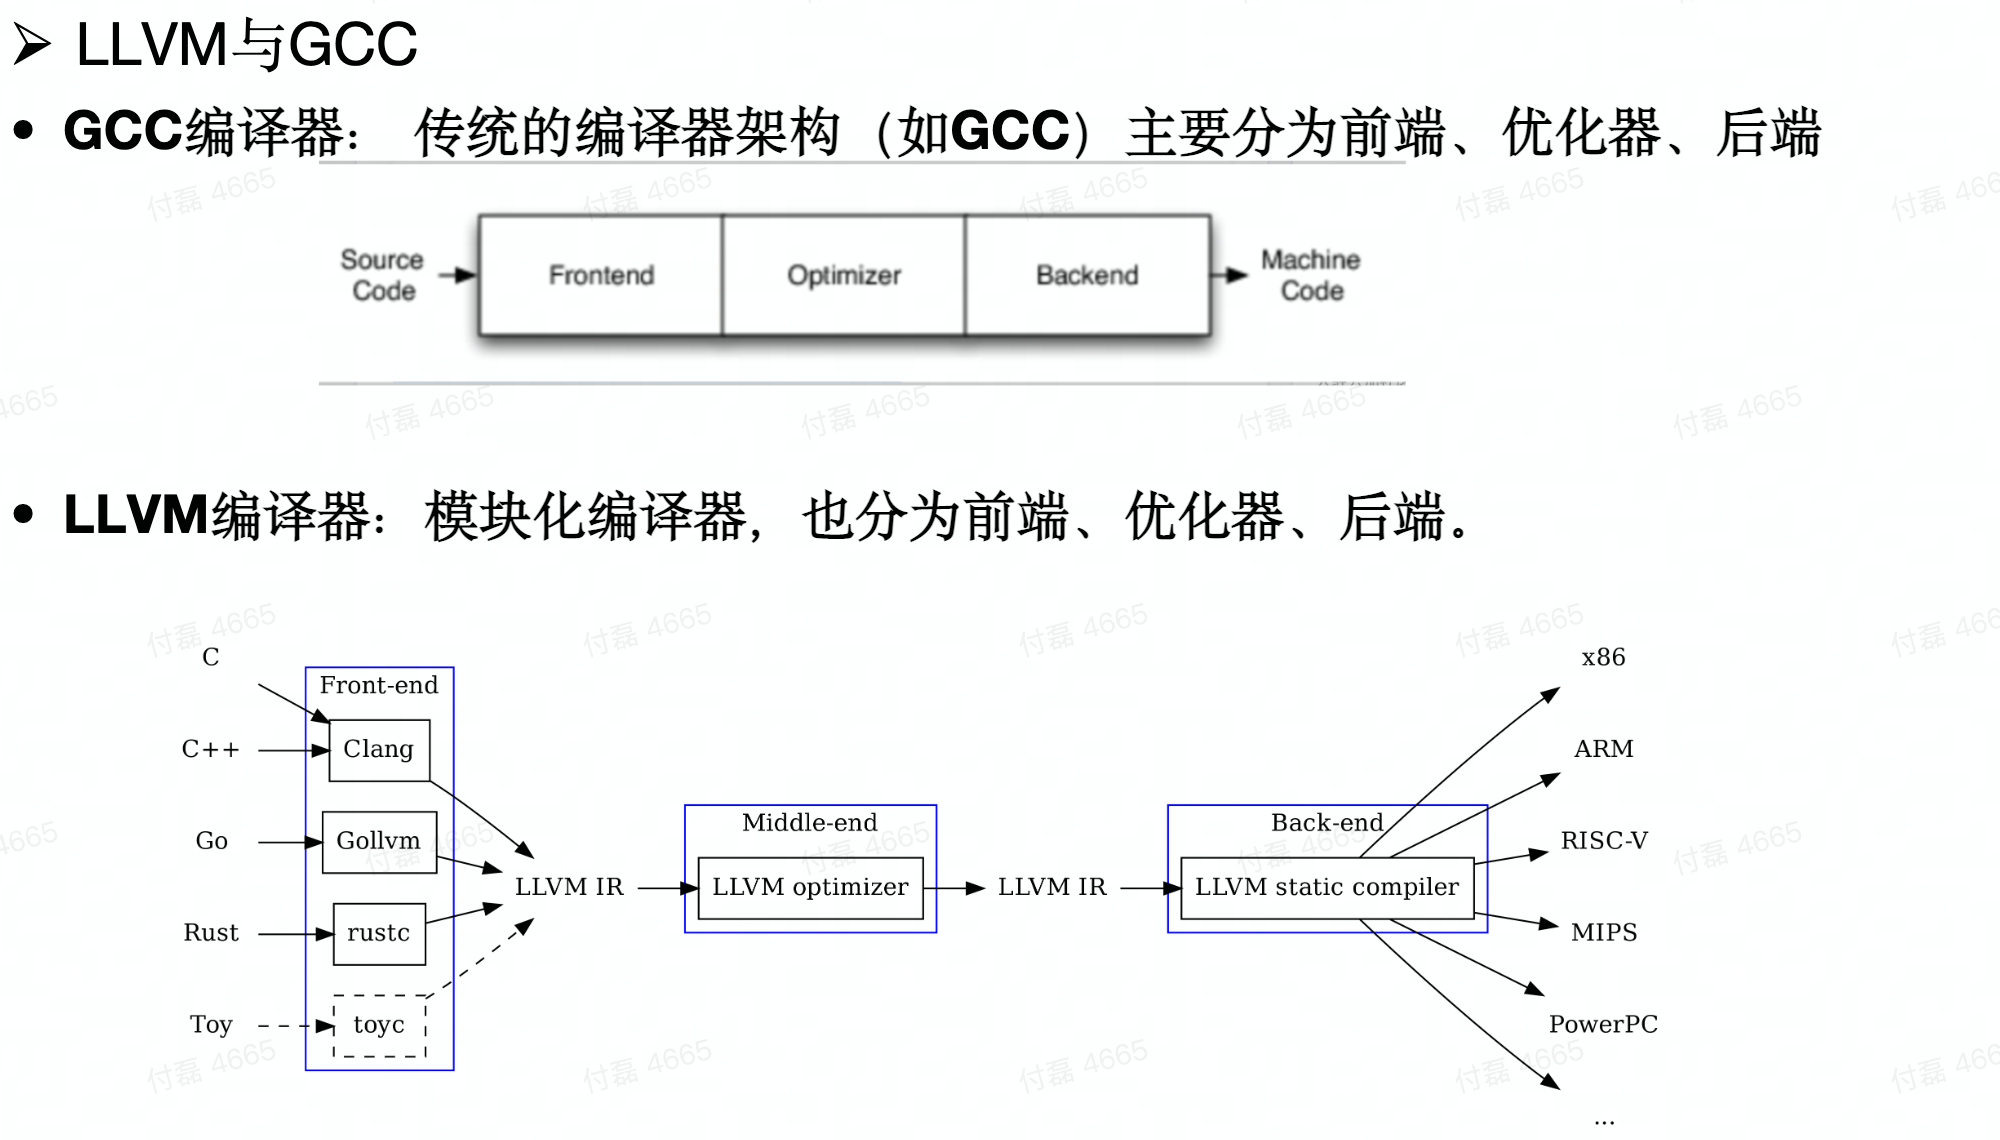 ➢ LLVM与GCC
• GCC编译器： 传统的编译器架构（如GCC）主要分为前端、优化器、后端
Source Code
Frontend
Optimizer
Backend
Machine Code
• LLVM编译器：模块化编译器，也分为前端、优化器、后端。
C
C++
Go
Rust
Toy
Front-end
Clang
Gollvm
rustc
toyc
LLVM IR
Middle-end
LLVM optimizer
LLVM IR
Back-end
LLVM static compiler
x86
ARM
RISC-V
MIPS
PowerPC
...
付磊 4665